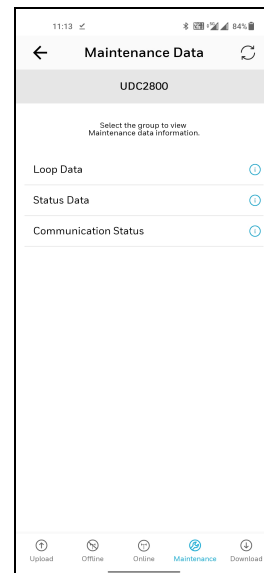 11:13
84%
Maintenance Data
UDC2800
Select the group to view
Maintenance data information.
Loop Data
Status Data
Communication Status
Upload Offline Online Maintenance Download